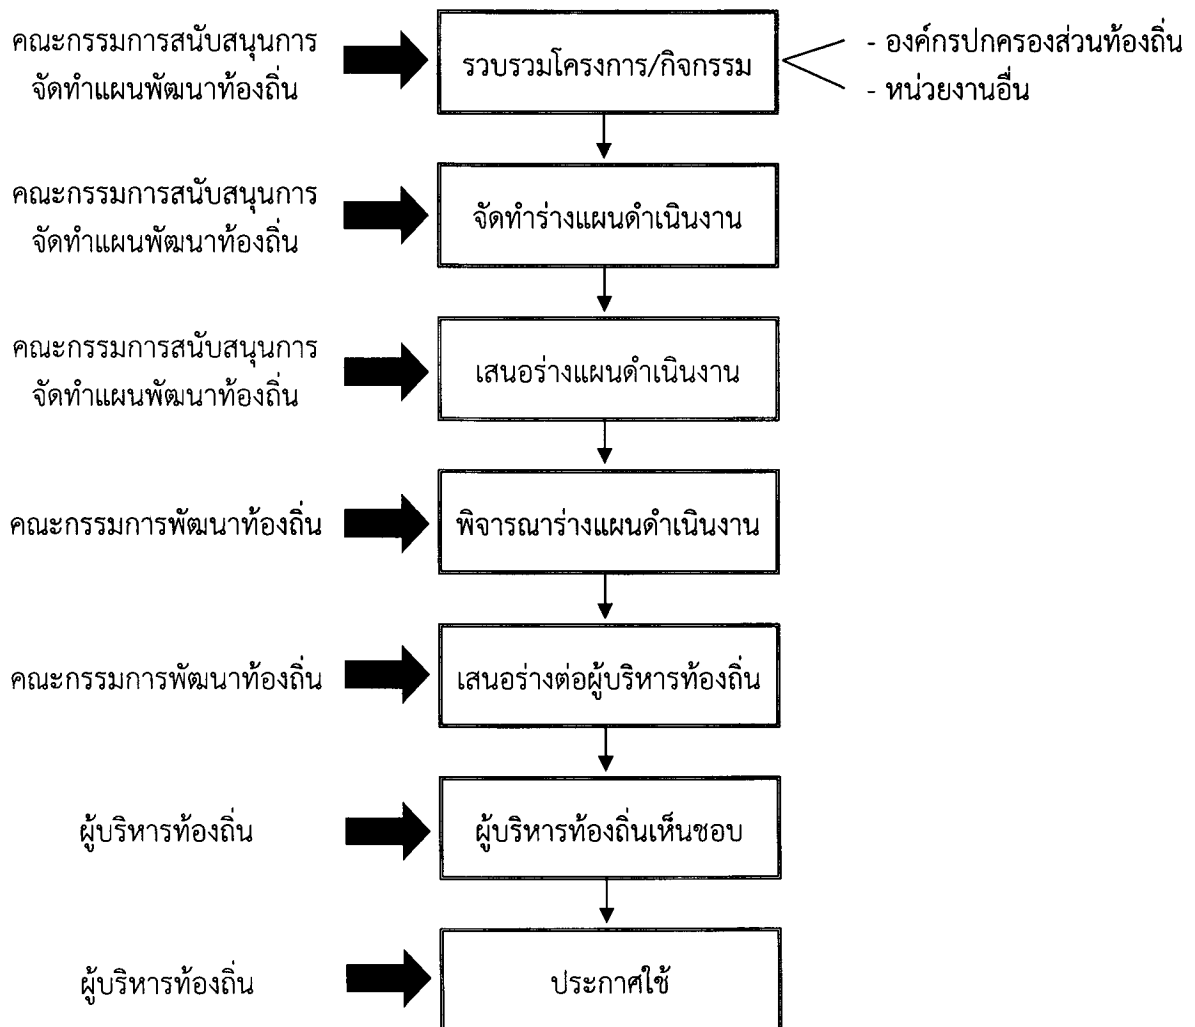 คณะกรรมการสนับสนุนการ
จัดทำแผนพัฒนาท้องถิ่น
รวบรวมโครงการ/กิจกรรม
- องค์กรปกครองส่วนท้องถิ่น
- หน่วยงานอื่น
คณะกรรมการสนับสนุนการ
จัดทำแผนพัฒนาท้องถิ่น
จัดทำร่างแผนดำเนินงาน
คณะกรรมการสนับสนุนการ
จัดทำแผนพัฒนาท้องถิ่น
เสนอร่างแผนดำเนินงาน
คณะกรรมการพัฒนาท้องถิ่น
พิจารณาร่างแผนดำเนินงาน
คณะกรรมการพัฒนาท้องถิ่น
เสนอร่างต่อผู้บริหารท้องถิ่น
ผู้บริหารท้องถิ่น
ผู้บริหารท้องถิ่นเห็นชอบ
ผู้บริหารท้องถิ่น
ประกาศใช้